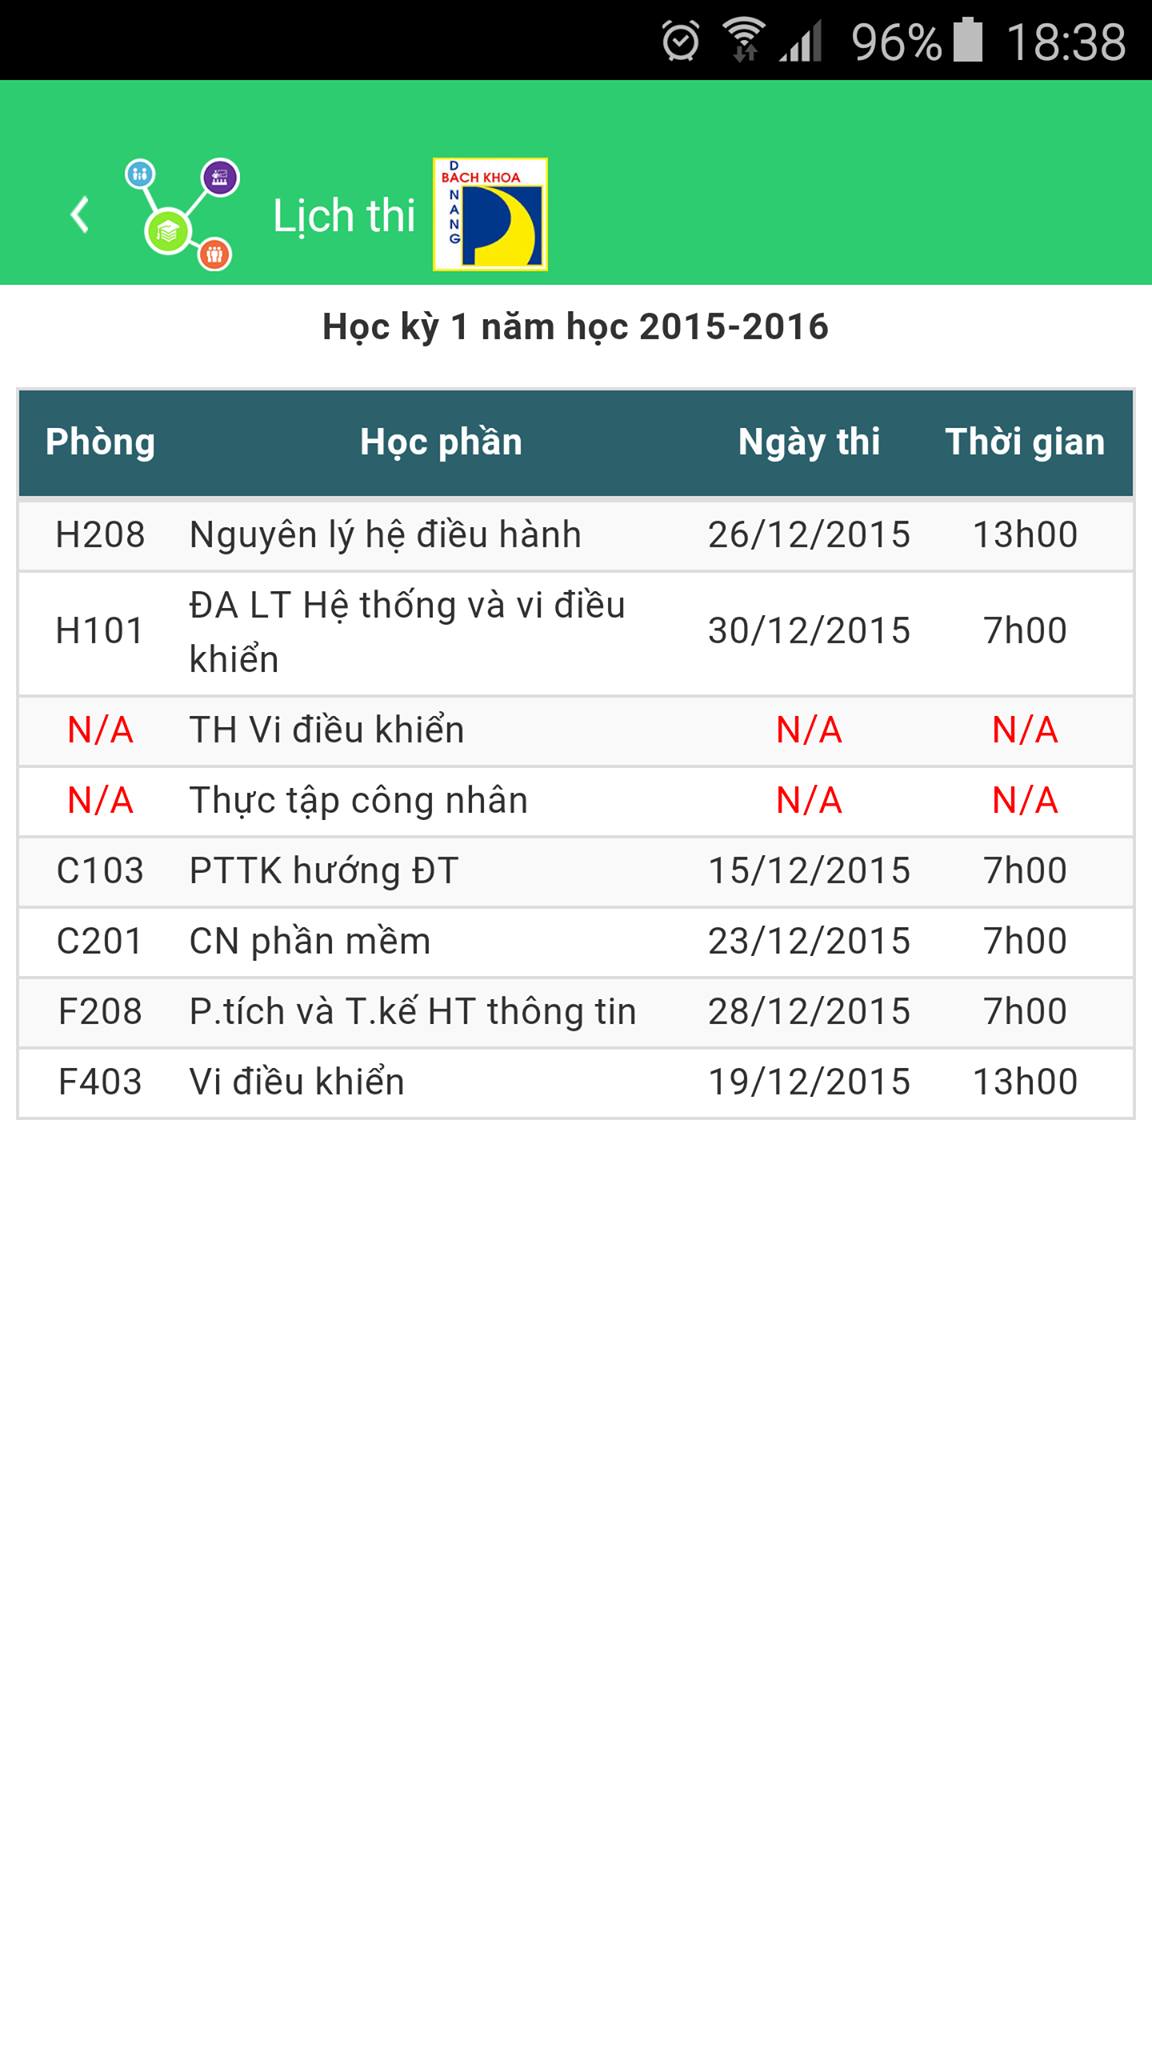 96% 18:38
Lịch thi
D
BACH KHOA
NANG
Học kỳ 1 năm học 2015-2016
Phòng Học phần Ngày thi Thời gian
H208 Nguyên lý hệ điều hành 26/12/2015 13h00
H101 ĐA LT Hệ thống và vi điều
khiển 30/12/2015 7h00
N/A TH Vi điều khiển N/A N/A
N/A Thực tập công nhân N/A N/A
C103 PTTK hướng ĐT 15/12/2015 7h00
C201 CN phần mềm 23/12/2015 7h00
F208 P.tích và T.kế HT thông tin 28/12/2015 7h00
F403 Vi điều khiển 19/12/2015 13h00